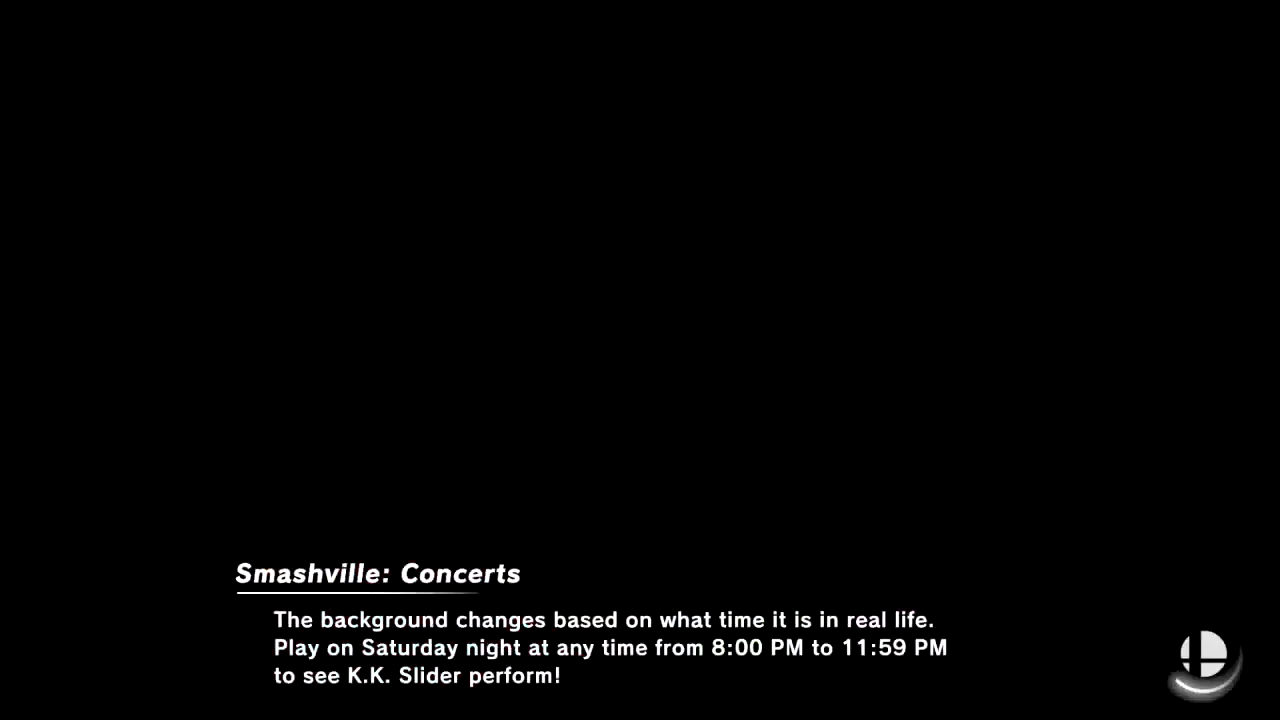 Smashville: Concerts
The background changes based on what time it is in real life.
Play on Saturday night at any time from 8:00 PM to 11:59 PM
to see K.K. Slider perform!